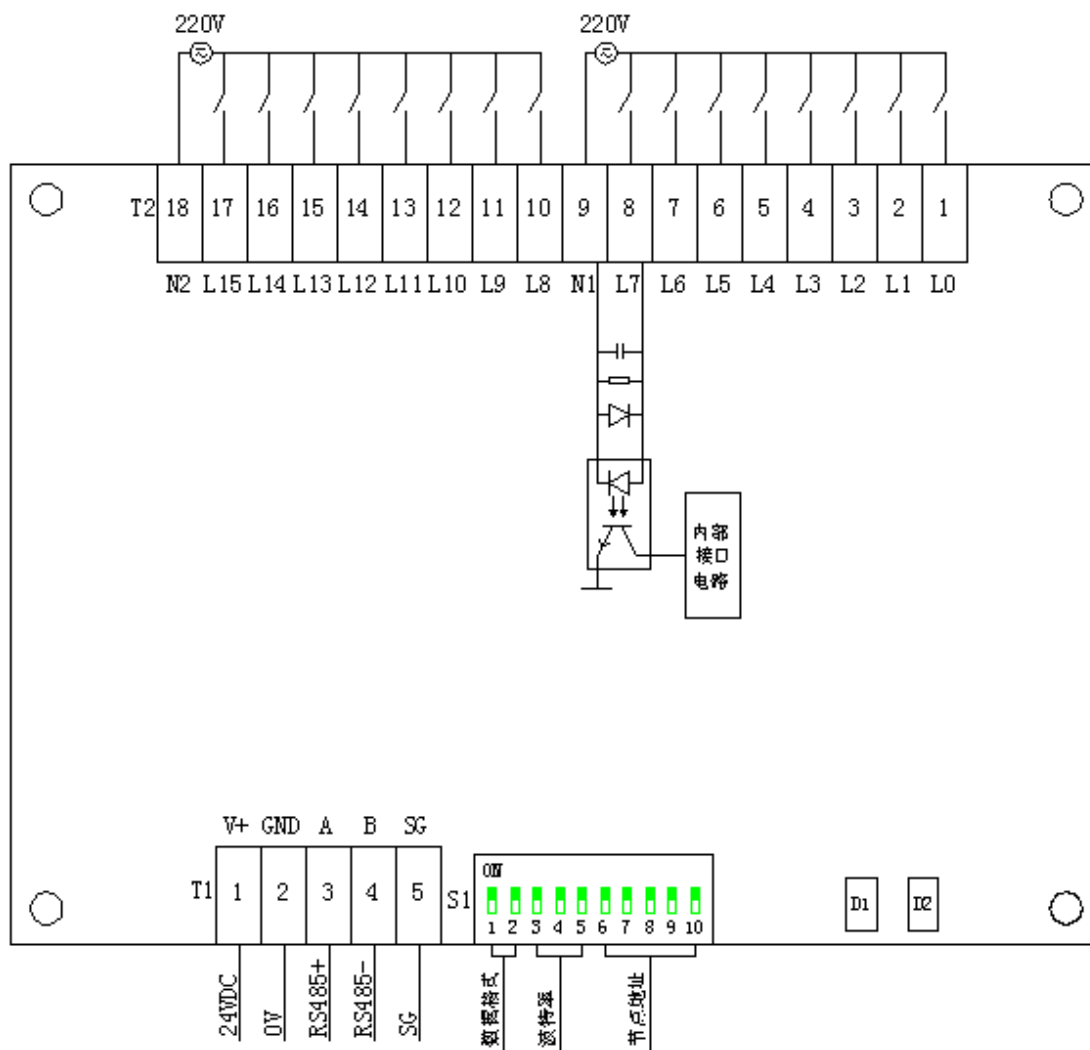 220V 220V
T2 18 17 16 15 14 13 12 11 10 9 8 7 6 5 4 3 2 1
N2 L15 L14 L13 L12 L11 L10 L9 L8 N1 L7 L6 L5 L4 L3 L2 L1 L0
内部
接口
电路
V+ GND A B SG
T1 1 2 3 4 5
S1
ON
1 2 3 4 5 6 7 8 9 10
D1 D2
24VDC
0V
RS485+
RS485-
SG
数据格式
波特率
节点地址